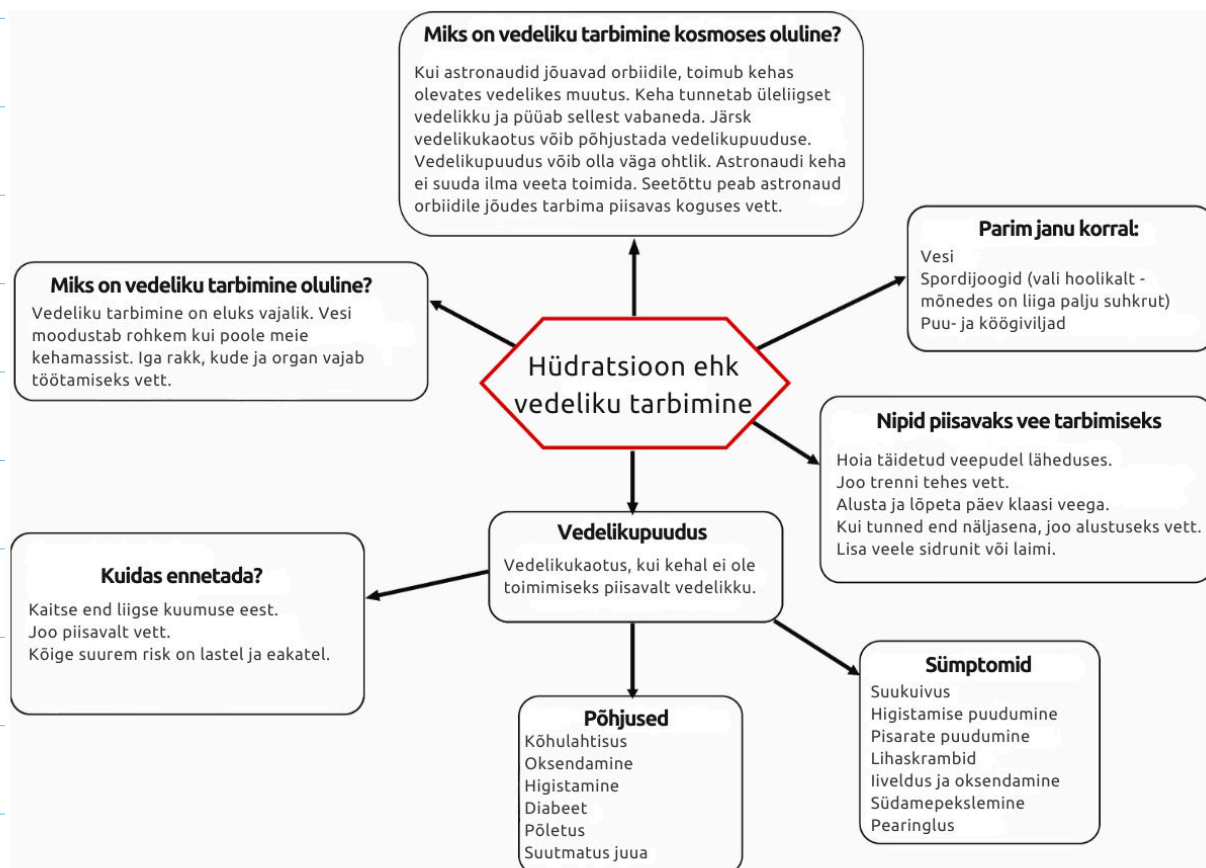 Miks on vedeliku tarbimine kosmoses oluline?
Kui astronaudid jõuavad orbiidile, toimub kehas
olevates vedelikes muutus. Keha tunnetab üleliigset
vedelikku ja püüab sellest vabaneda. Järsk
vedelikukaotus võib põhjustada vedelikupuuduse.
Vedelikupuudus võib olla väga ohtlik. Astronaudi keha
ei suuda ilma veeta toimida. Seetõttu peab astronaud
orbiidile jõudes tarbima piisavas koguses vett.
Parim janu korral:
Vesi
Spordijoogid (vali hoolikalt -
mõnedes on liiga palju suhkrut)
Puu- ja köögiviljad
Miks on vedeliku tarbimine oluline?
Vedeliku tarbimine on eluks vajalik. Vesi
moodustab rohkem kui poole meie
kehamassist. Iga rakk, kude ja organ vajab
töötamiseks vett.
Hüdratsioon ehk
vedeliku tarbimine
Nipid piisavaks vee tarbimiseks
Hoia täidetud veepudel läheduses.
Joo trenni tehes vett.
Alusta ja lõpeta päev klaasi veega.
Kui tunned end näljasena, joo alustuseks vett.
Lisa veele sidrunit või laimi.
Vedelikupuudus
Vedelikukaotus, kui kehal ei ole
toimimiseks piisavalt vedelikku.
Kuidas ennetada?
Kaitse end liigse kuumuse eest.
Joo piisavalt vett.
Kõige suurem risk on lastel ja eakatel.
Põhjused
Kõhulahtisus
Oksendamine
Higistamine
Diabeet
Põletus
Suutmatus juua
Sümptomid
Suukuivus
Higistamise puudumine
Pisarate puudumine
Lihaskrambid
Iiveldus ja oksendamine
Südamepekslemine
Pearinglus